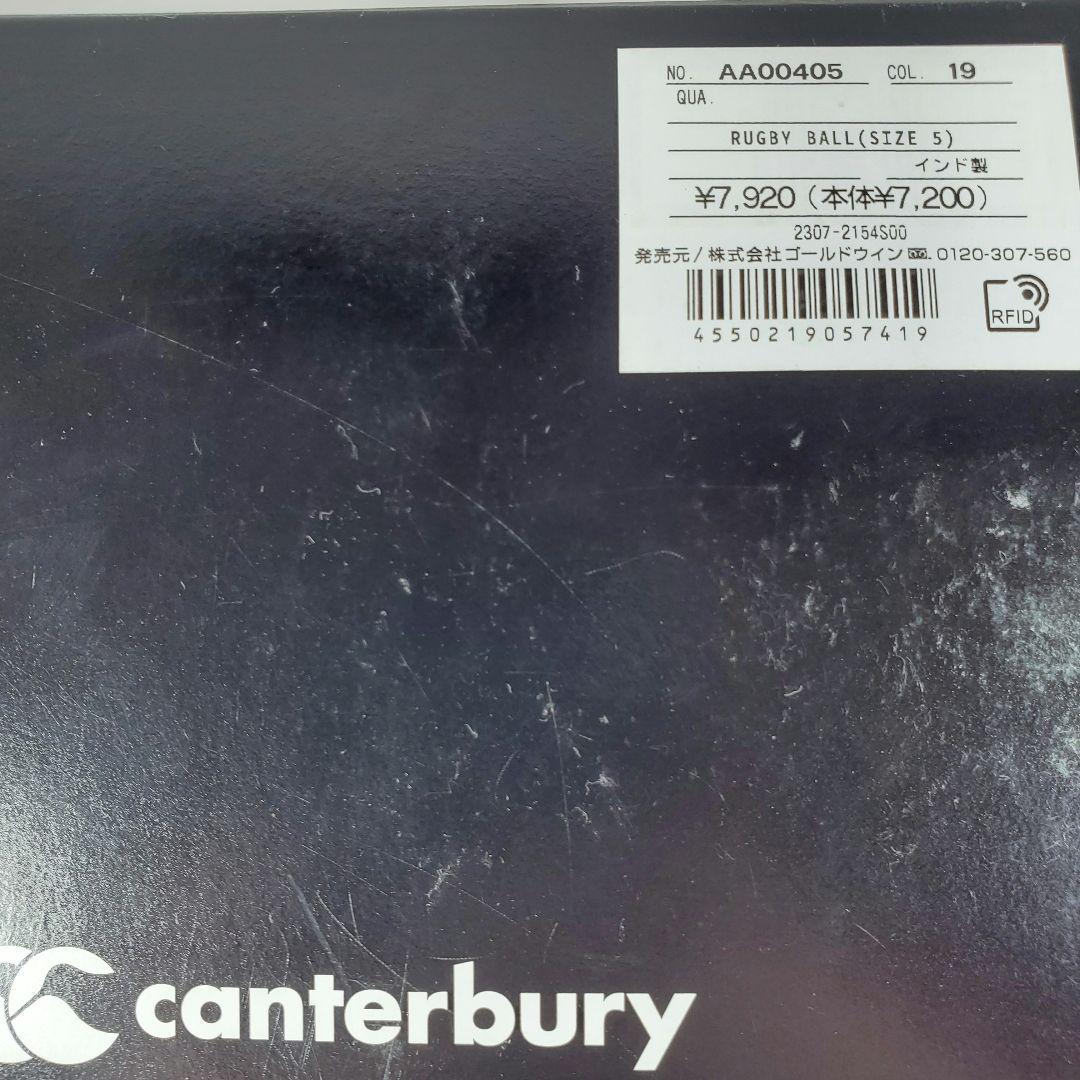 NO. AA00405 COL. 19
QUA.
RUGBY BALL(SIZE 5)
インド製
¥7,920(本体¥7,200)
2307-2154S00
発売元/株式会社ゴールドウイン 0120-307-560
4550219057419
RFID
canterbury